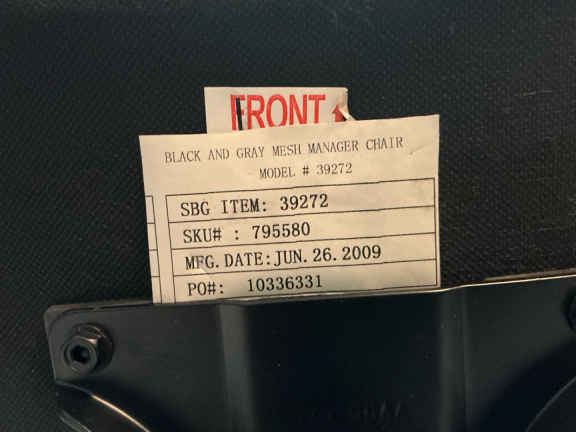 FRONT
BLACK AND GRAY MESH MANAGER CHAIR
MODEL # 39272
SBG ITEM: 39272
SKU# : 795580
MFG. DATE:JUN. 26. 2009
PO#: 10336331